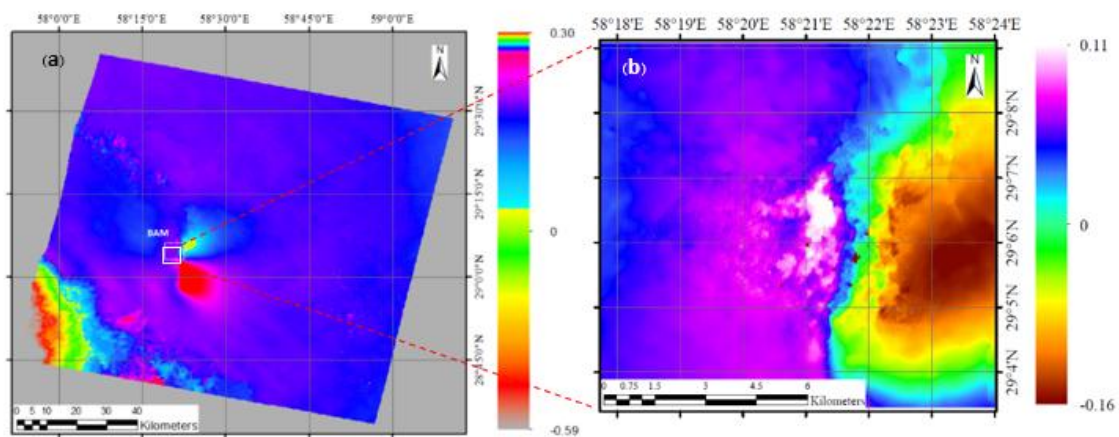 58°0'0"E 58°15'0"E 58°30'0"E 58°45'0"E 59°0'0"E
(a)
N
0.30
29°30'0"N
29°15'0"N
BAM
0
29°0'0"N
28°45'0"N
0 5 10 20 30 40
Kilometers
-0.59
58°18'E 58°19'E 58°20'E 58°21'E 58°22'E 58°23'E 58°24'E
(b)
N
0.11
29°8'N
29°7'N
0
29°6'N
29°5'N
29°4'N
0 0.75 1.5 3 4.5 6
Kilometers
-0.16